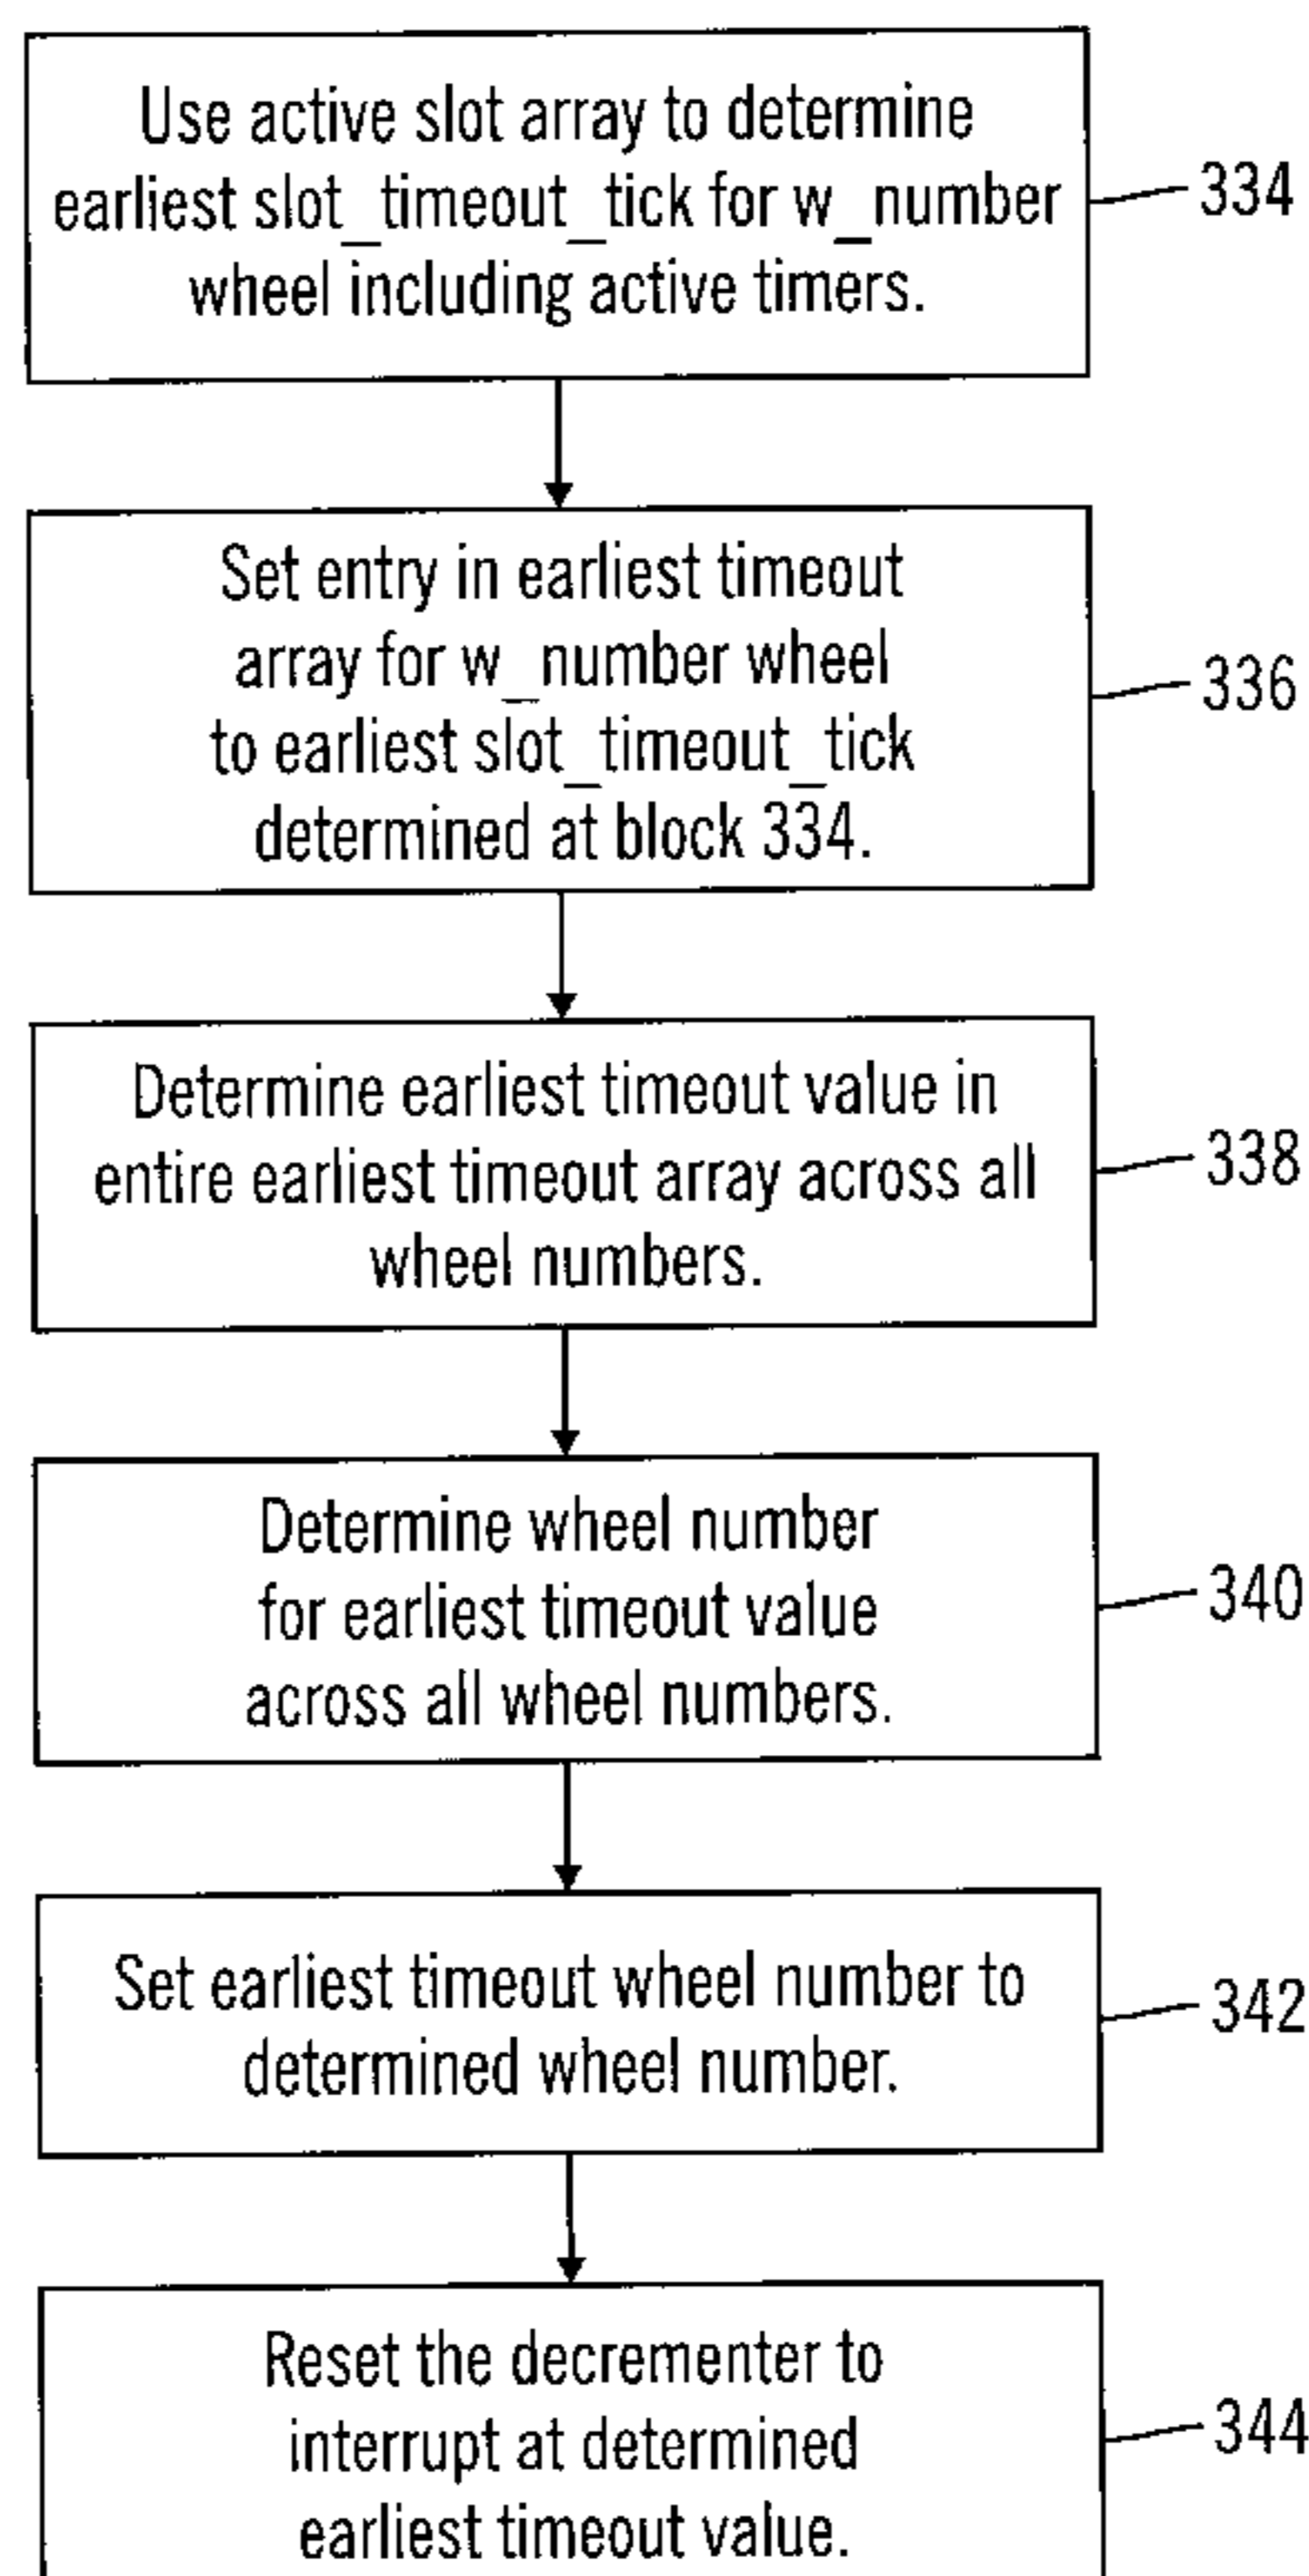 Use active slot array to determine
earliest slot_timeout_tick for w_number
wheel including active timers.
334
Set entry in earliest timeout
array for w_number wheel
to earliest slot_timeout_tick
determined at block 334.
336
Determine earliest timeout value in
entire earliest timeout array across all
wheel numbers.
338
Determine wheel number
for earliest timeout value
across all wheel numbers.
340
Set earliest timeout wheel number to
determined wheel number.
342
Reset the decrementer to
interrupt at determined
earliest timeout value.
344